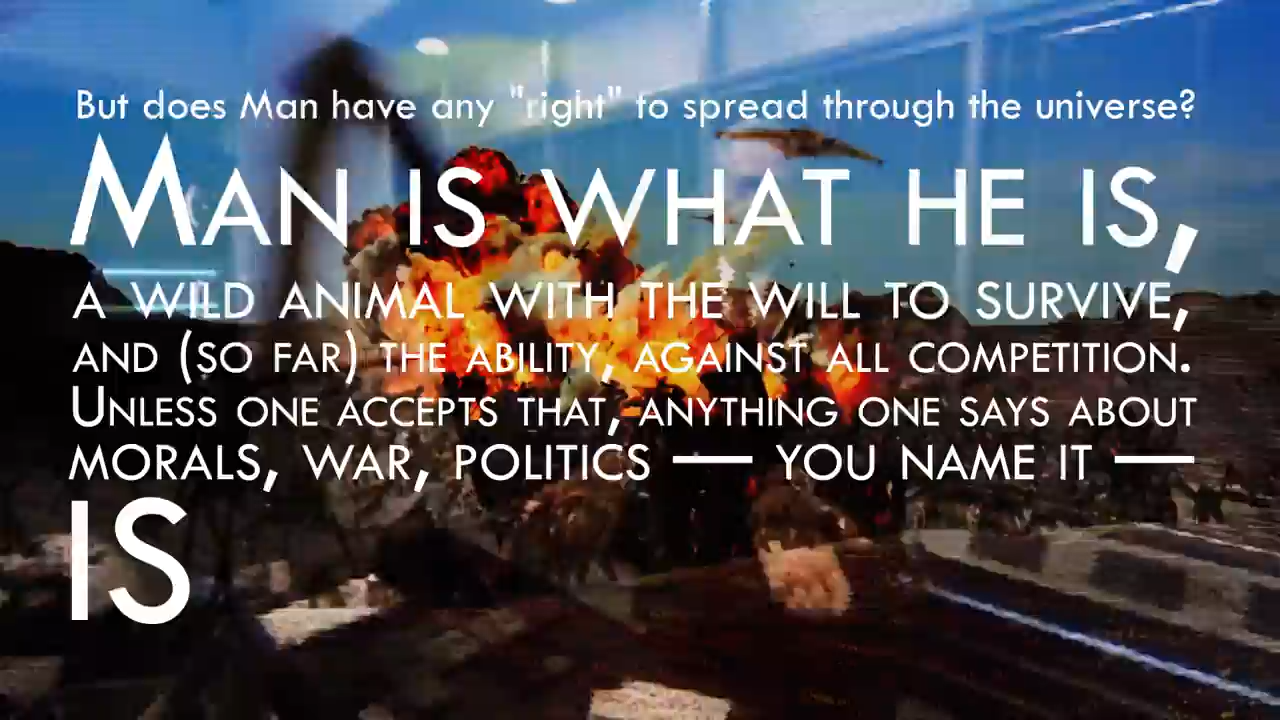 But does Man have any "right" to spread through the universe?
MAN IS WHAT HE IS,
A WILD ANIMAL WITH THE WILL TO SURVIVE,
AND (SO FAR) THE ABILITY, AGAINST ALL COMPETITION.
UNLESS ONE ACCEPTS THAT, ANYTHING ONE SAYS ABOUT
MORALS, WAR, POLITICS — YOU NAME IT —
IS